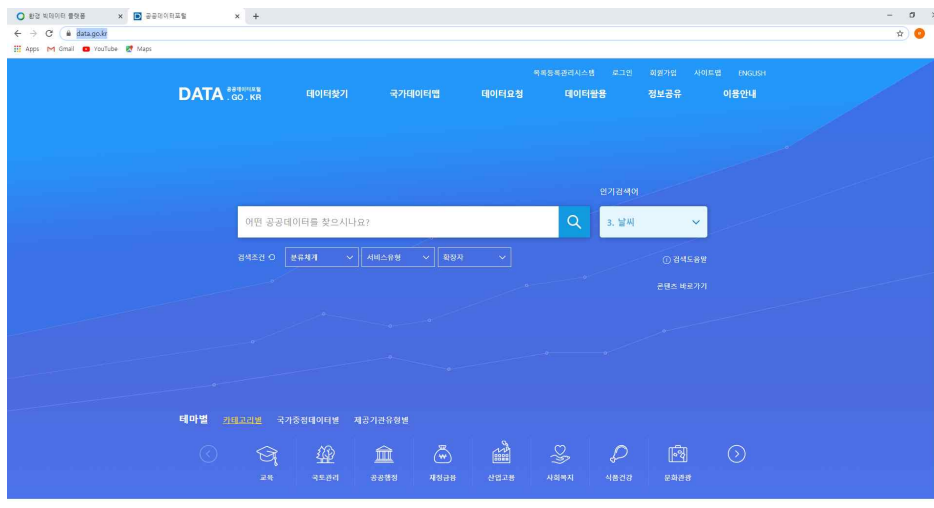 환경 빅데이터 플랫폼
공공데이터포털
data.go.kr
Apps Gmail YouTube Maps
목록등록관리시스템 로그인 회원가입 사이트맵 ENGLISH
DATA 공공데이터포털 .GO.KR 데이터찾기 국가데이터맵 데이터요청 데이터활용 정보공유 이용안내
인기검색어
어떤 공공데이터를 찾으시나요? 3. 날씨
검색조건 분류체계 서비스유형 확장자 검색도움말
콘텐츠 바로가기
테마별 카테고리별 국가중점데이터별 제공기관유형별
교육 국토관리 공공행정 재정금융 산업고용 사회복지 식품건강 문화관광